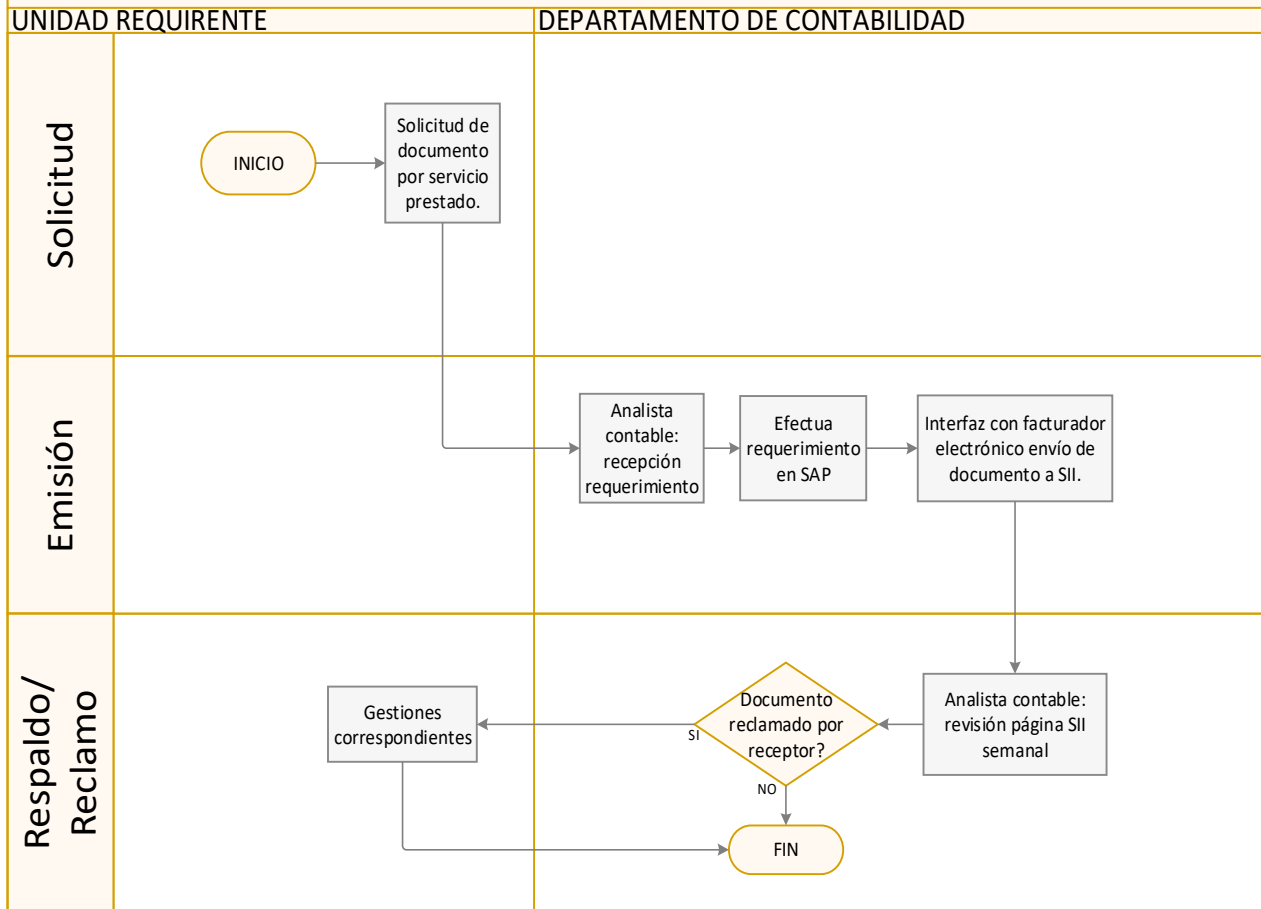 UNIDAD REQUIRENTE
DEPARTAMENTO DE CONTABILIDAD
Solicitud
INICIO
Solicitud de
documento
por servicio
prestado.
Emisión
Analista
contable:
recepción
requerimiento
Efectua
requerimiento
en SAP
Interfaz con facturador
electrónico envío de
documento a SII.
Respaldo/
Reclamo
Gestiones
correspondientes
SI
Documento
reclamado por
receptor?
NO
Analista contable:
revisión página SII
semanal
FIN